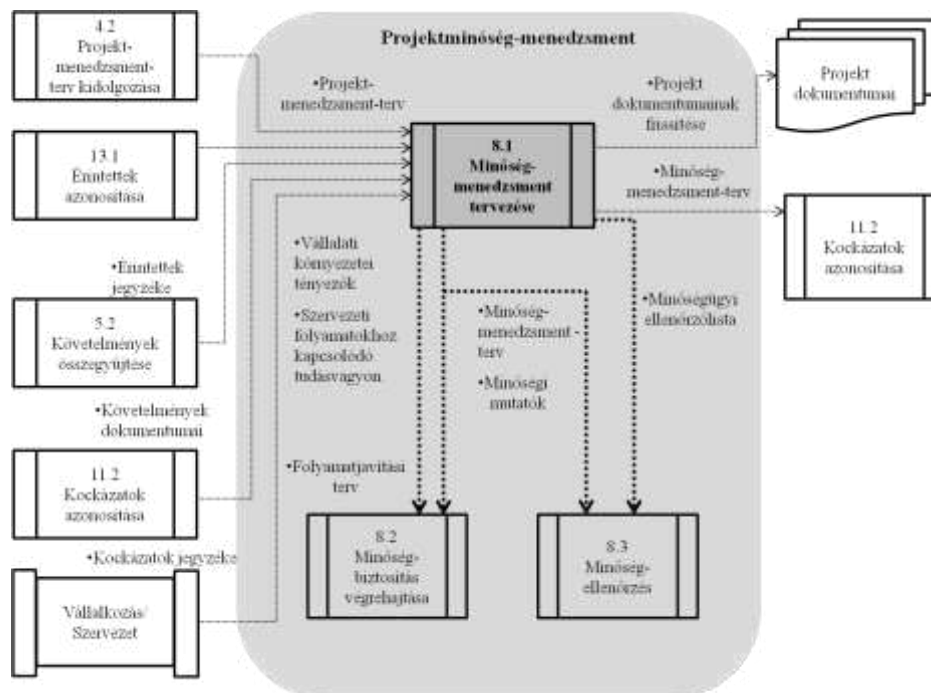 Projektminőség-menedzsment
4.2
Projekt-
menedzsment-
terv kidolgozása
•Projekt-
menedzsment-terv
•Projekt
dokumentumainak
frissítése
Projekt
dokumentumai
13.1
Érintettek
azonosítása
8.1
Minőség-
menedzsment
tervezése
•Minőség-
menedzsment-terv
11.2
Kockázatok
azonosítása
•Érintettek
jegyzéke
•Vállalati
környezetei
tényezők
•Szervezeti
folyamatokhoz
kapcsolódó
tudásvagyon
•Minőség-
menedzsment -
terv
•Minőségi
mutatók
•Minőségügyi
ellenőrzőlista
5.2
Követelmények
összegyűjtése
•Követelmények
dokumentumai
11.2
Kockázatok
azonosítása
•Folyamatjavítási
terv
•Kockázatok jegyzéke
8.2
Minőség-
biztosítás
végrehajtása
8.3
Minőség-
ellenőrzés
Vállalkozás/
Szervezet